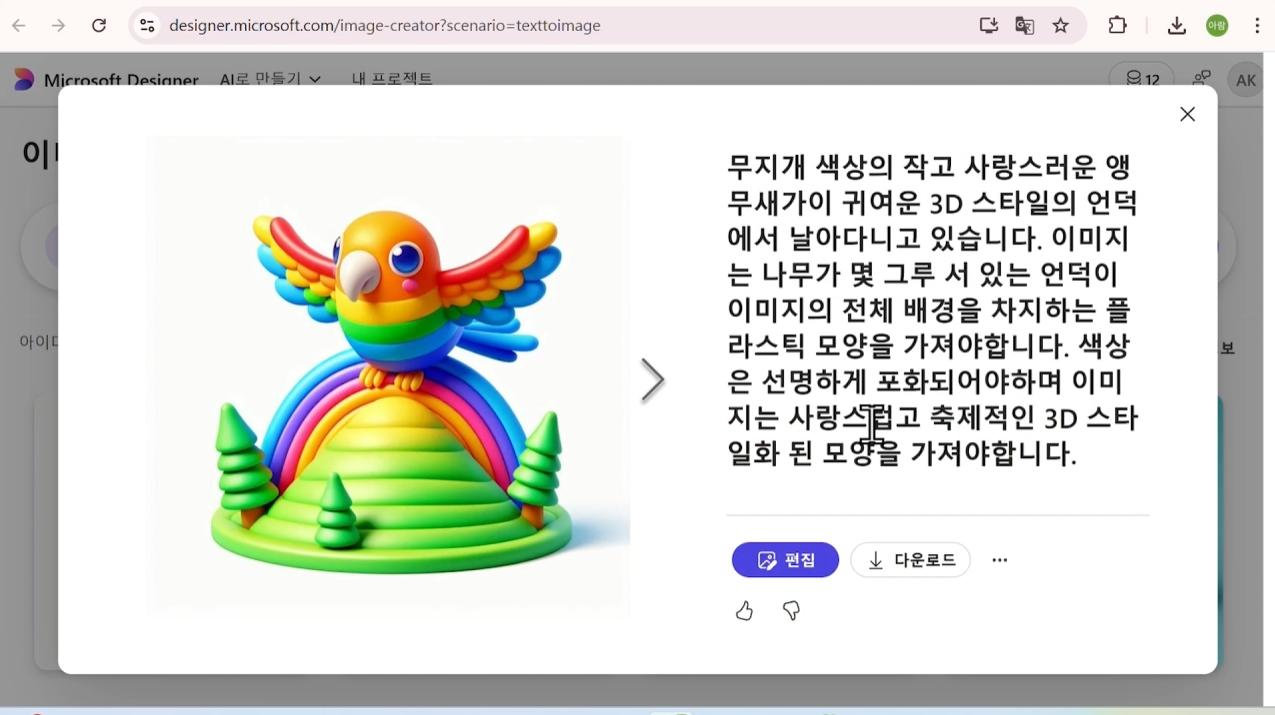 designer.microsoft.com/image-creator?scenario=texttoimage
아람
Microsoft Designer AI로 만들기 내 프로젝트 12 AK
무지개 색상의 작고 사랑스러운 앵
무새가이 귀여운 3D 스타일의 언덕
에서 날아다니고 있습니다. 이미지
는 나무가 몇 그루 서 있는 언덕이
이미지의 전체 배경을 차지하는 플
라스틱 모양을 가져야합니다. 색상
은 선명하게 포화되어야하며 이미
지는 사랑스럽고 축제적인 3D 스타
일화 된 모양을 가져야합니다.
보
편집 다운로드